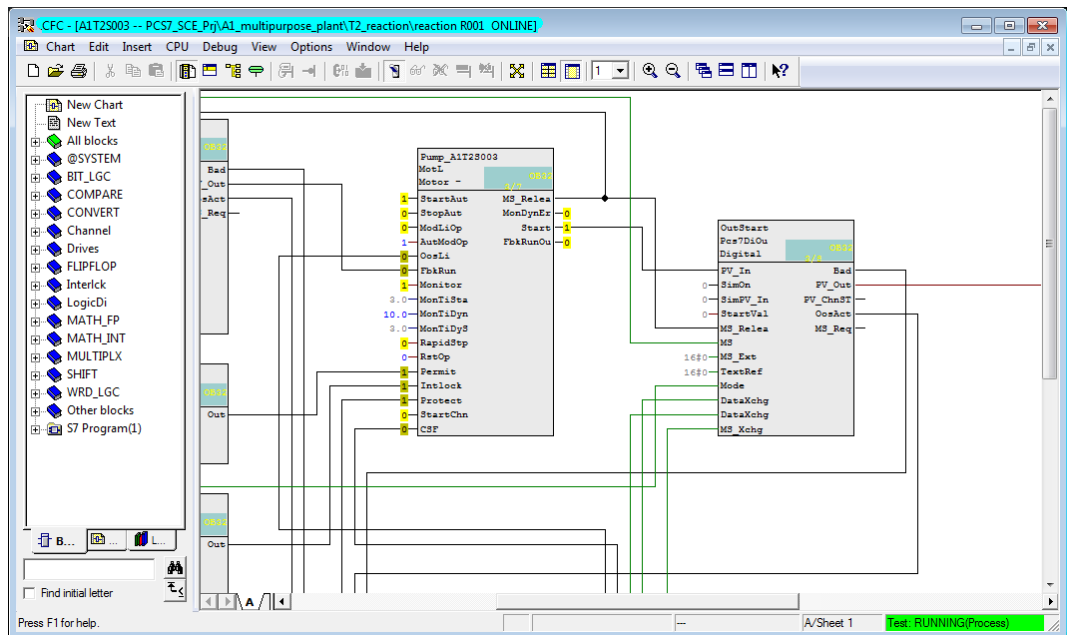 CFC - [A1T2S003 -- PCS7_SCE_Prj\A1_multipurpose_plant\T2_reaction\reaction R001 ONLINE]
Chart Edit Insert CPU Debug View Options Window Help
1
New Chart
New Text
All blocks
@SYSTEM
BIT_LGC
COMPARE
CONVERT
Channel
Drives
FLIPFLOP
Interlck
LogicDi
MATH_FP
MATH_INT
MULTIPLX
SHIFT
WRD_LGC
Other blocks
S7 Program(1)
B... ... L...
Find initial letter
OB32
Bad
_Out
osAct
_Req
OB32
Out
OB32
Out
Pump_A1T2S003
MotL
Motor - OB32
3/7
1 StartAut MS_Relea
0 StopAut MonDynEr 0
0 ModLiOp Start 1
1 AutModOp FbkRunOu 0
0 OosLi
0 FbkRun
1 Monitor
3.0 MonTiSta
10.0 MonTiDyn
3.0 MonTiDyS
0 RapidStp
0 RstOp
1 Permit
1 Intlock
1 Protect
0 StartChn
0 CSF
OutStart
Pcs7DiOu
Digital OB32
PV_In Bad
0 SimOn PV_Out
0 SimPV_In PV_ChnST
0 StartVal OosAct
MS_Relea MS_Req
MS
16#0 MS_Ext
16#0 TextRef
Mode
DataXchg
DataXchg
MS_Xchg
A
Press F1 for help. --- A/Sheet 1 Test: RUNNING(Process)